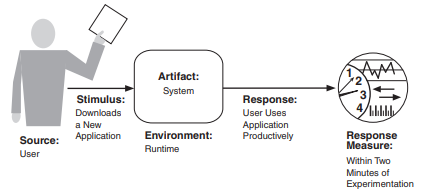 Source:
User
Stimulus:
Downloads
a New
Application
Artifact:
System
Environment:
Runtime
Response:
User Uses
Application
Productively
1
2
3
4
Response
Measure:
Within Two
Minutes of
Experimentation